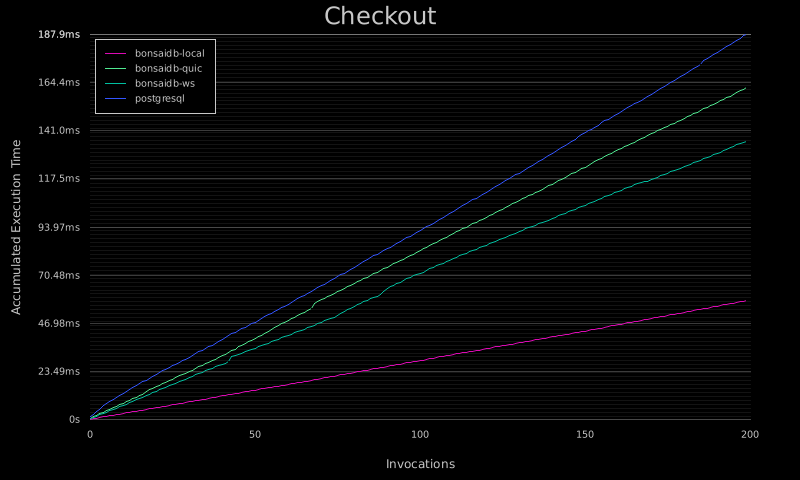 Checkout
187.9ms
164.4ms
141.0ms
117.5ms
93.97ms
70.48ms
46.98ms
23.49ms
0s
bonsaidb-local
bonsaidb-quic
bonsaidb-ws
postgresql
Accumulated Execution Time
0
50
100
150
200
Invocations